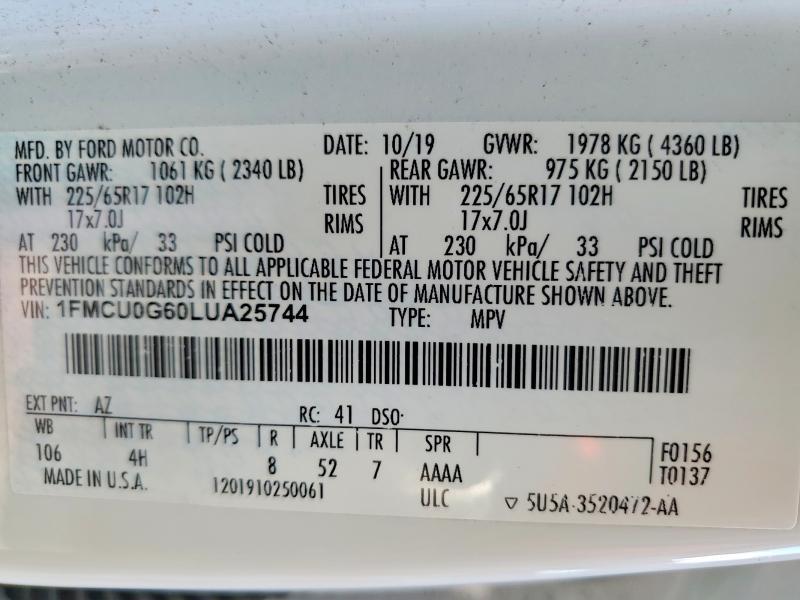 MFD. BY FORD MOTOR CO. DATE: 10/19 GVWR: 1978 KG ( 4360 LB)
FRONT GAWR: 1061 KG ( 2340 LB) REAR GAWR: 975 KG ( 2150 LB)
WITH 225/65R17 102H TIRES WITH 225/65R17 102H TIRES
17x7.0J RIMS 17x7.0J RIMS
AT 230 kPa/ 33 PSI COLD AT 230 kPa/ 33 PSI COLD
THIS VEHICLE CONFORMS TO ALL APPLICABLE FEDERAL MOTOR VEHICLE SAFETY AND THEFT
PREVENTION STANDARDS IN EFFECT ON THE DATE OF MANUFACTURE SHOWN ABOVE.
VIN: 1FMCU0G60LUA25744 TYPE: MPV
EXT PNT: AZ RC: 41 DSO:
WB INT TR TP/PS R AXLE TR SPR F0156
106 4H 8 52 7 AAAA T0137
MADE IN U.S.A. 1201910250061 ULC ▽ 5U5A-3520472-AA